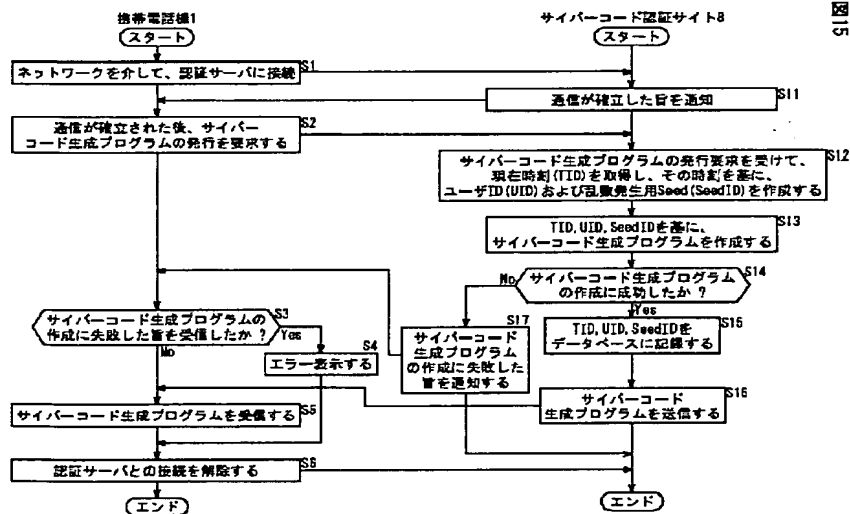 図15
携帯電話機1
スタート
ネットワークを介して、認証サーバに接続
S1
通信が確立された後、サイバー
コード生成プログラムの発行を要求する
S2
サイバーコード生成プログラムの
作成に失敗した旨を受信したか?
S3
Yes
No
エラー表示する
S4
サイバーコード生成プログラムを受信する
S5
認証サーバとの接続を解除する
S6
エンド
サイバーコード認証サイト8
スタート
通信が確立した旨を通知
S11
サイバーコード生成プログラムの発行要求を受けて、
現在時刻(TID)を取得し、その時刻を基に、
ユーザID(UID)および乱数発生用Seed(SeedID)を作成する
S12
TID,UID,SeedIDを基に、
サイバーコード生成プログラムを作成する
S13
サイバーコード生成プログラム
の作成に成功したか?
S14
No
Yes
サイバーコード
生成プログラム
の作成に失敗した
旨を通知する
S17
TID,UID,SeedIDを
データベースに記録する
S15
サイバーコード
生成プログラムを送信する
S16
エンド